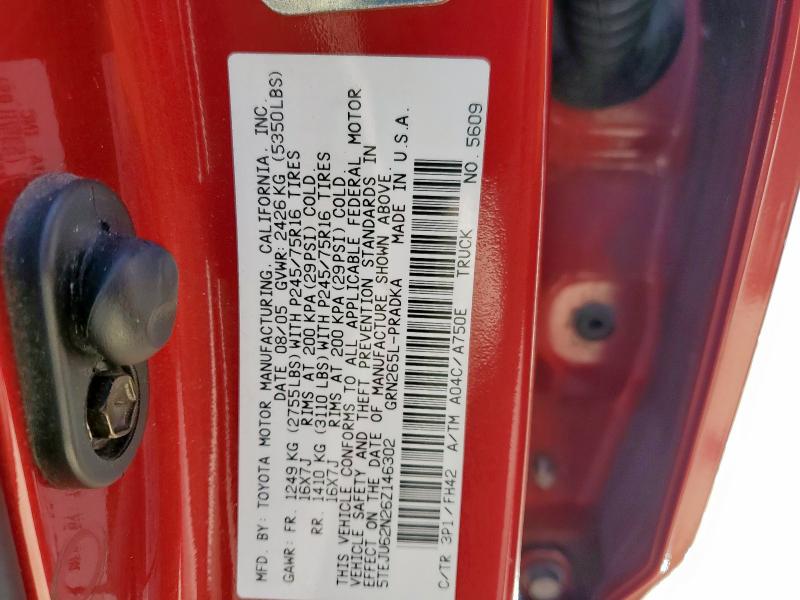 MFD. BY: TOYOTA MOTOR MANUFACTURING, CALIFORNIA, INC.
DATE 08/05 GVWR: 2426 KG (5350LBS)
GAWR: FR. 1249 KG (2755LBS) WITH P245/75R16 TIRES
16X7J RIMS AT 200 KPA(29PSI) COLD.
RR. 1410 KG (3110 LBS) WITH P245/75R16 TIRES
16X7J RIMS AT 200 KPA(29PSI) COLD.
THIS VEHICLE CONFORMS TO ALL APPLICABLE FEDERAL MOTOR
VEHICLE SAFETY AND THEFT PREVENTION STANDARDS IN
EFFECT ON THE DATE OF MANUFACTURE SHOWN ABOVE.
5TEJU62N26Z146302 GRN265L-PRADKA MADE IN U.S.A.
C/TR 3P1/FH42 A/TM A04C/A750E TRUCK NO. 5609